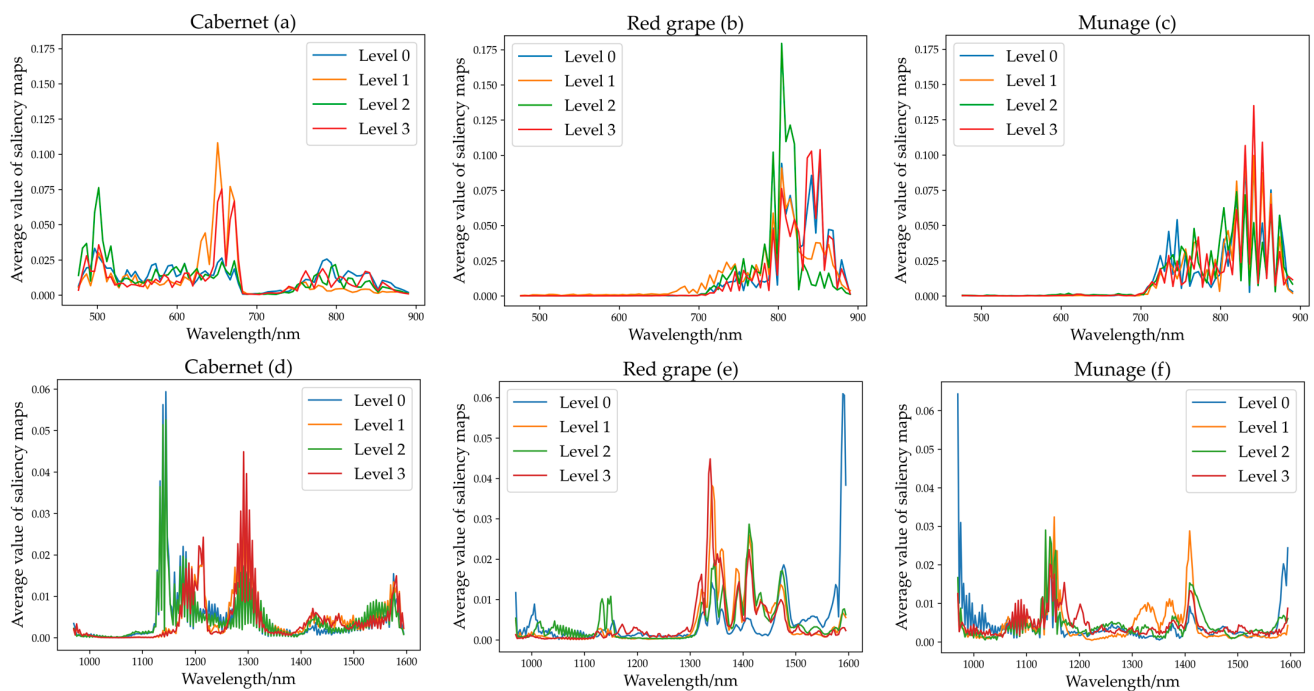 Cabernet (a)
Average value of saliency maps
0.175
0.150
0.125
0.100
0.075
0.050
0.025
0.000
Level 0
Level 1
Level 2
Level 3
500 600 700 800 900
Wavelength/nm
Red grape (b)
Average value of saliency maps
0.175
0.150
0.125
0.100
0.075
0.050
0.025
0.000
Level 0
Level 1
Level 2
Level 3
500 600 700 800 900
Wavelength/nm
Munage (c)
Average value of saliency maps
0.175
0.150
0.125
0.100
0.075
0.050
0.025
0.000
Level 0
Level 1
Level 2
Level 3
500 600 700 800 900
Wavelength/nm
Cabernet (d)
Average value of saliency maps
0.06
0.05
0.04
0.03
0.02
0.01
0.00
Level 0
Level 1
Level 2
Level 3
1000 1100 1200 1300 1400 1500 1600
Wavelength/nm
Red grape (e)
Average value of saliency maps
0.06
0.05
0.04
0.03
0.02
0.01
0.00
Level 0
Level 1
Level 2
Level 3
1000 1100 1200 1300 1400 1500 1600
Wavelength/nm
Munage (f)
Average value of saliency maps
0.06
0.05
0.04
0.03
0.02
0.01
0.00
Level 0
Level 1
Level 2
Level 3
1000 1100 1200 1300 1400 1500 1600
Wavelength/nm